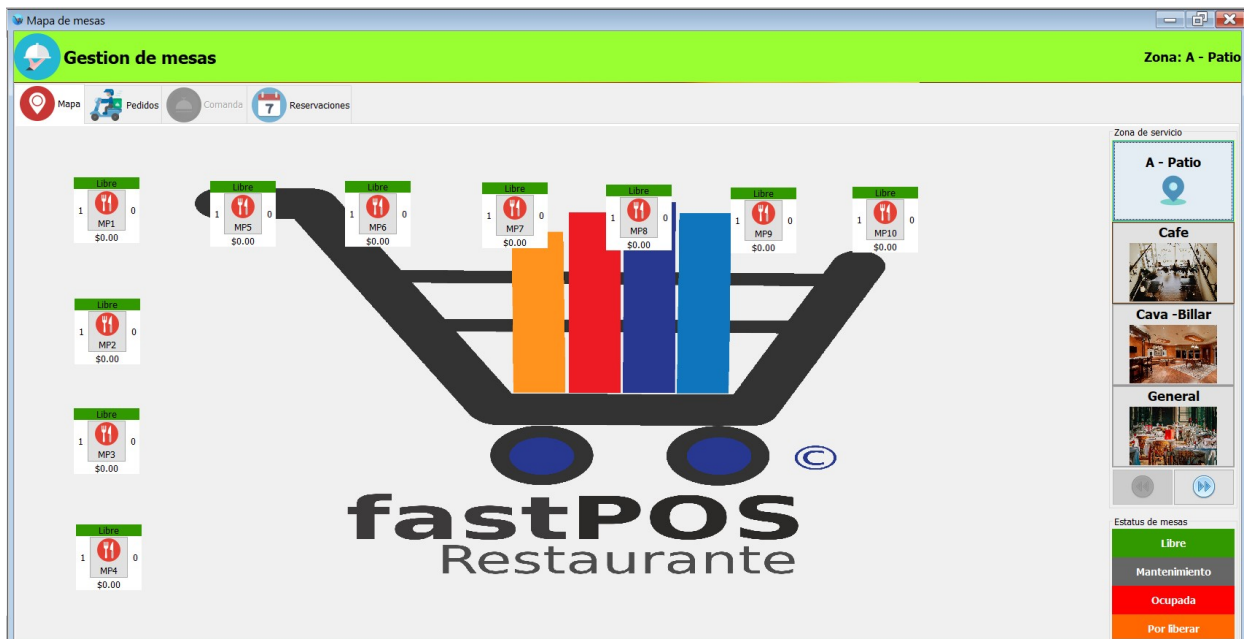 Mapa de mesas
Gestion de mesas
Zona: A - Patio
Mapa
Pedidos
Comanda
7
Reservaciones
Zona de servicio
A - Patio
Cafe
Cava -Billar
General
Libre
1 0
MP1
$0.00
Libre
1 0
MP5
$0.00
Libre
1 0
MP6
$0.00
Libre
1 0
MP7
$0.00
Libre
1 0
MP8
$0.00
Libre
1 0
MP9
$0.00
Libre
1 0
MP10
$0.00
Libre
1 0
MP2
$0.00
Libre
1 0
MP3
$0.00
Libre
1 0
MP4
$0.00
©
fastPOS
Restaurante
Estatus de mesas
Libre
Mantenimiento
Ocupada
Por liberar